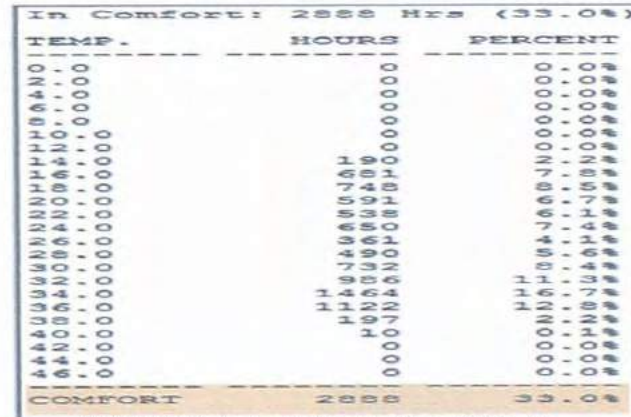 In Comfort: 2888 Hrs (33.0%)
TEMP. HOURS PERCENT
0.0 0 0.0%
2.0 0 0.0%
4.0 0 0.0%
6.0 0 0.0%
8.0 0 0.0%
10.0 0 0.0%
12.0 0 0.0%
14.0 190 2.2%
16.0 681 7.8%
18.0 748 8.5%
20.0 591 6.7%
22.0 538 6.1%
24.0 650 7.4%
26.0 361 4.1%
28.0 490 5.6%
30.0 732 8.4%
32.0 986 11.3%
34.0 1464 16.7%
36.0 1122 12.8%
38.0 197 2.2%
40.0 10 0.1%
42.0 0 0.0%
44.0 0 0.0%
46.0 0 0.0%
COMFORT 2888 33.0%